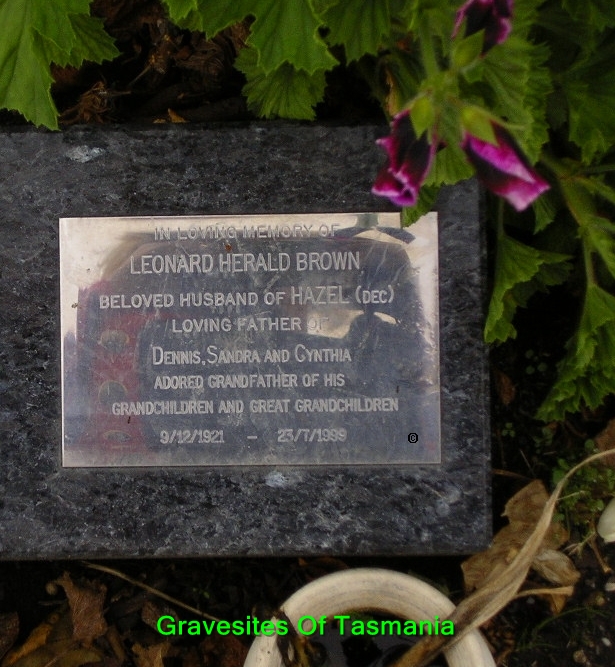 IN LOVING MEMORY OF
LEONARD HERALD BROWN
BELOVED HUSBAND OF HAZEL (DEC)
LOVING FATHER OF
DENNIS, SANDRA AND CYNTHIA
ADORED GRANDFATHER OF HIS
GRANDCHILDREN AND GREAT GRANDCHILDREN
9/12/1921 – 23/7/1999
©
Gravesites Of Tasmania